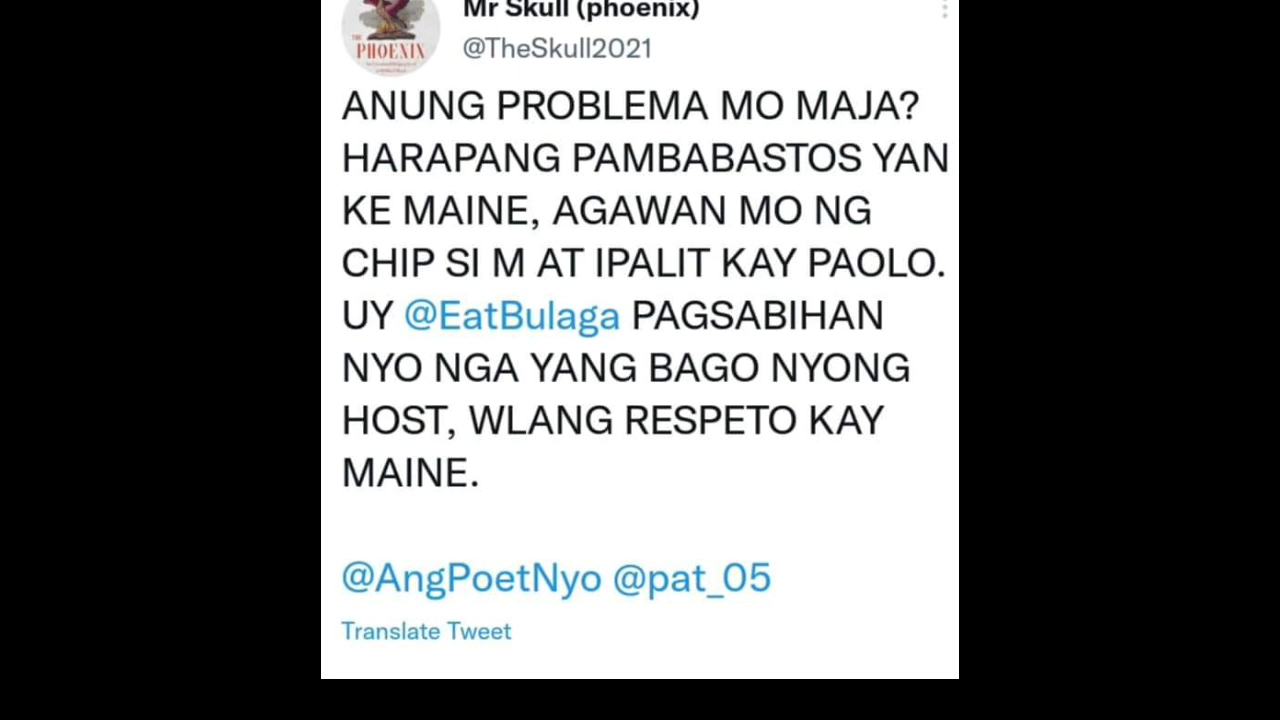 Mr Skull (phoenix)
@TheSkull2021
THE
PHOENIX
ANUNG PROBLEMA MO MAJA?
HARAPANG PAMBABASTOS YAN
KE MAINE, AGAWAN MO NG
CHIP SI M AT IPALIT KAY PAOLO.
UY @EatBulaga PAGSABIHAN
NYO NGA YANG BAGO NYONG
HOST, WLANG RESPETO KAY
MAINE.
@AngPoetNyo @pat_05
Translate Tweet